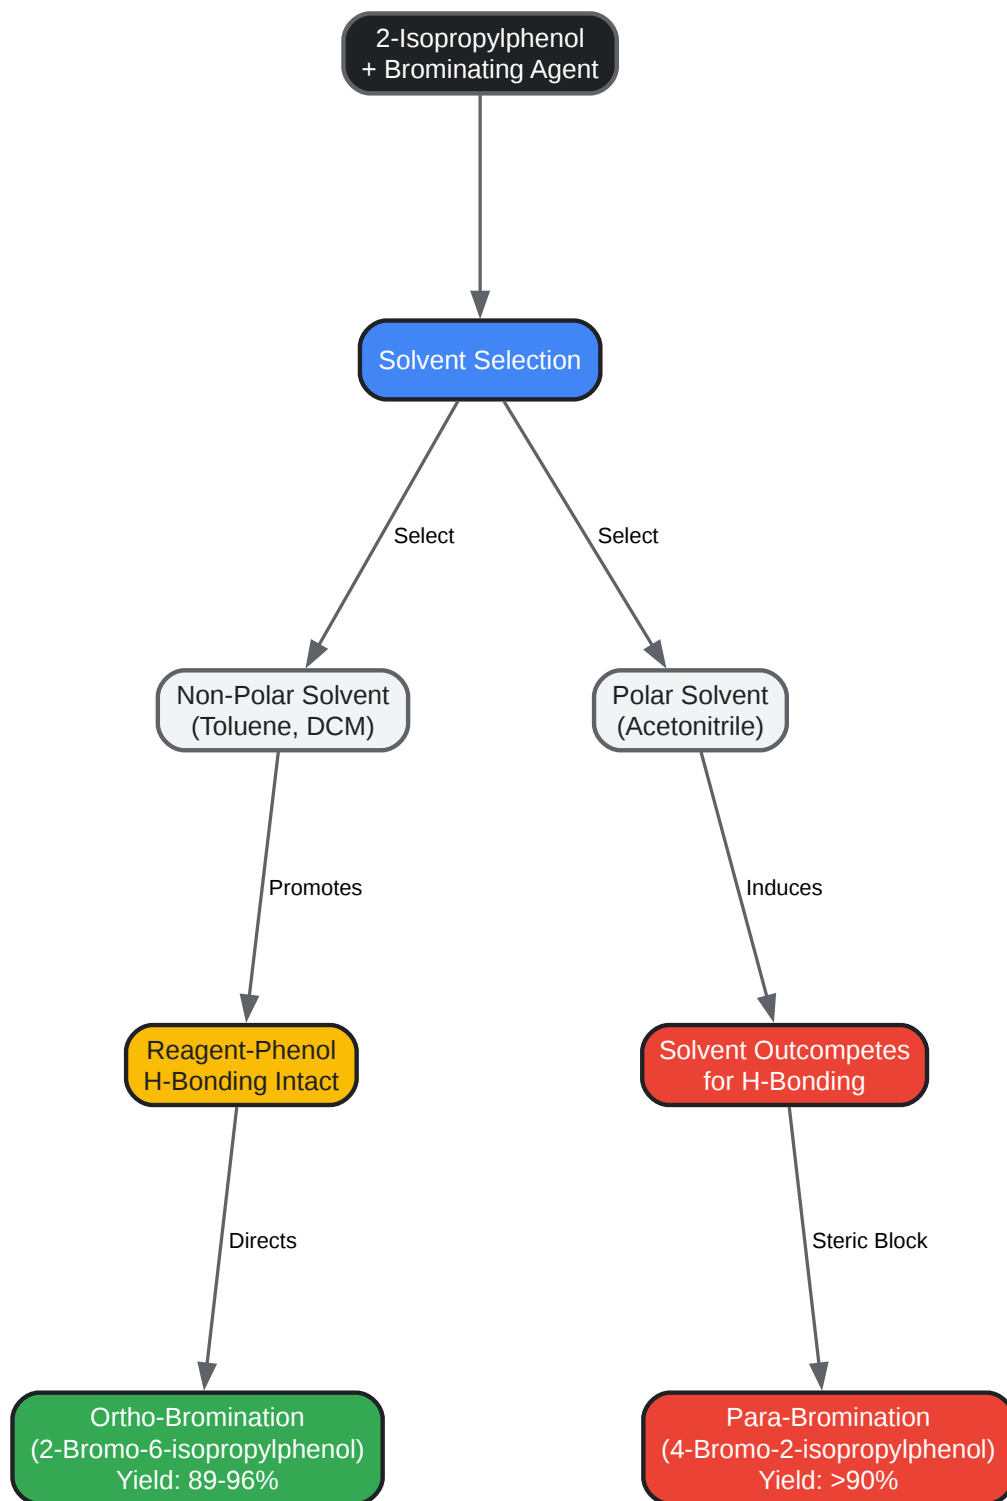 2-Isopropylphenol
+ Brominating Agent
Solvent Selection
Select
Select
Non-Polar Solvent
(Toluene, DCM)
Polar Solvent
(Acetonitrile)
Promotes
Induces
Reagent-Phenol
H-Bonding Intact
Solvent Outcompetes
for H-Bonding
Directs
Steric Block
Ortho-Bromination
(2-Bromo-6-isopropylphenol)
Yield: 89-96%
Para-Bromination
(4-Bromo-2-isopropylphenol)
Yield: >90%